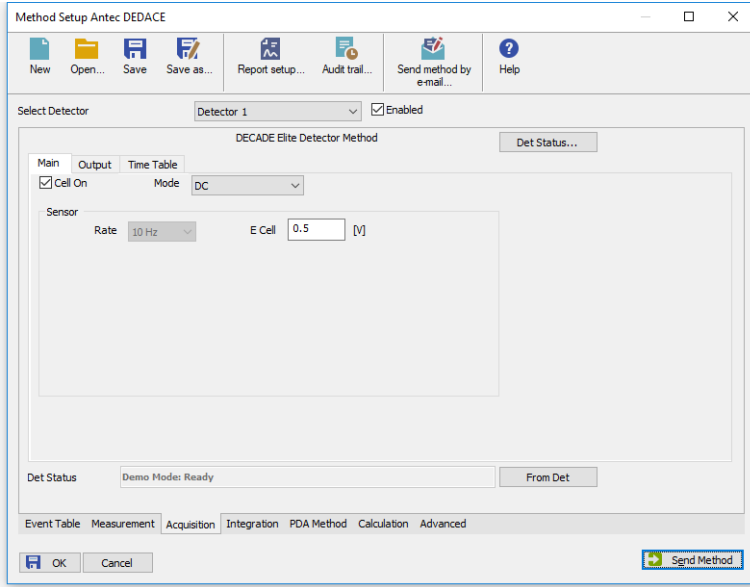 Method Setup Antec DEDACE
New Open... Save Save as... Report setup... Audit trail... Send method by e-mail... Help
Select Detector Detector 1 Enabled
DECADE Elite Detector Method Det Status...
Main Output Time Table
Cell On Mode DC
Sensor
Rate 10 Hz E Cell 0.5 [V]
Det Status Demo Mode: Ready From Det
Event Table Measurement Acquisition Integration PDA Method Calculation Advanced
OK Cancel Send Method